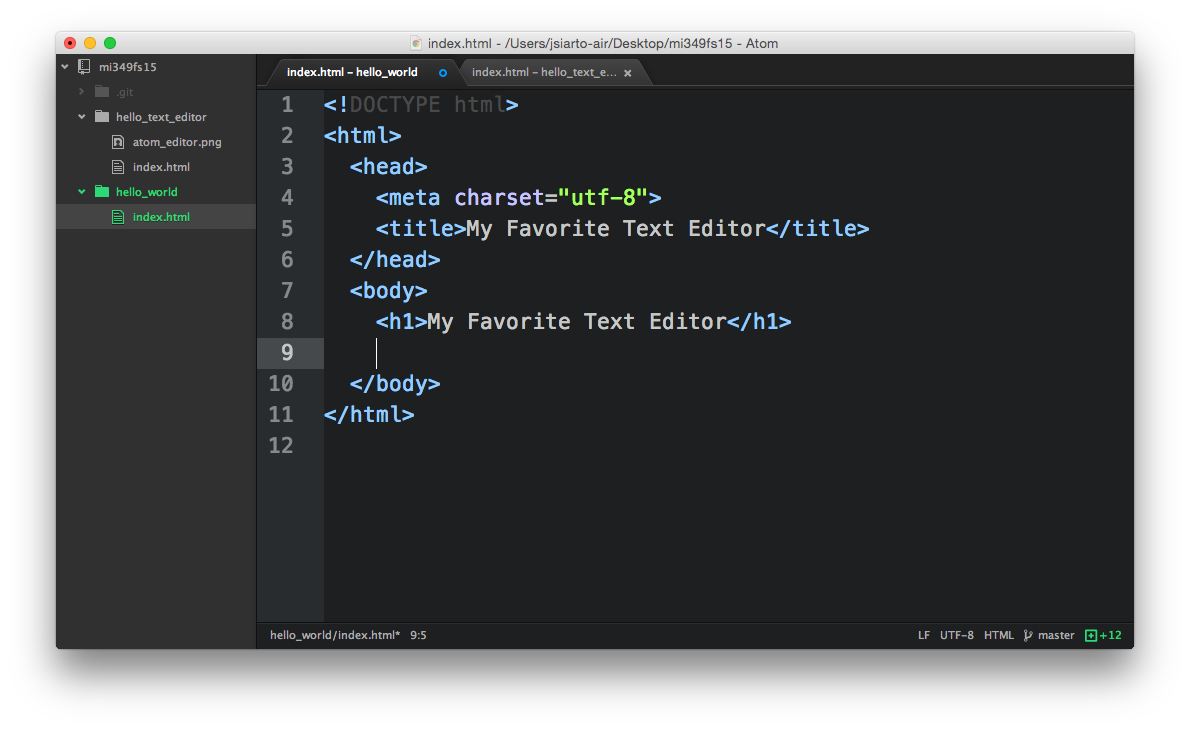 index.html - /Users/jsiarto-air/Desktop/mi349fs15 - Atom
mi349fs15
.git
hello_text_editor
atom_editor.png
index.html
hello_world
index.html
index.html – hello_world
index.html – hello_text_e... ×
1 <!DOCTYPE html>
2 <html>
3   <head>
4     <meta charset="utf-8">
5     <title>My Favorite Text Editor</title>
6   </head>
7   <body>
8     <h1>My Favorite Text Editor</h1>
9
10   </body>
11 </html>
12
hello_world/index.html* 9:5
LF UTF-8 HTML master +12